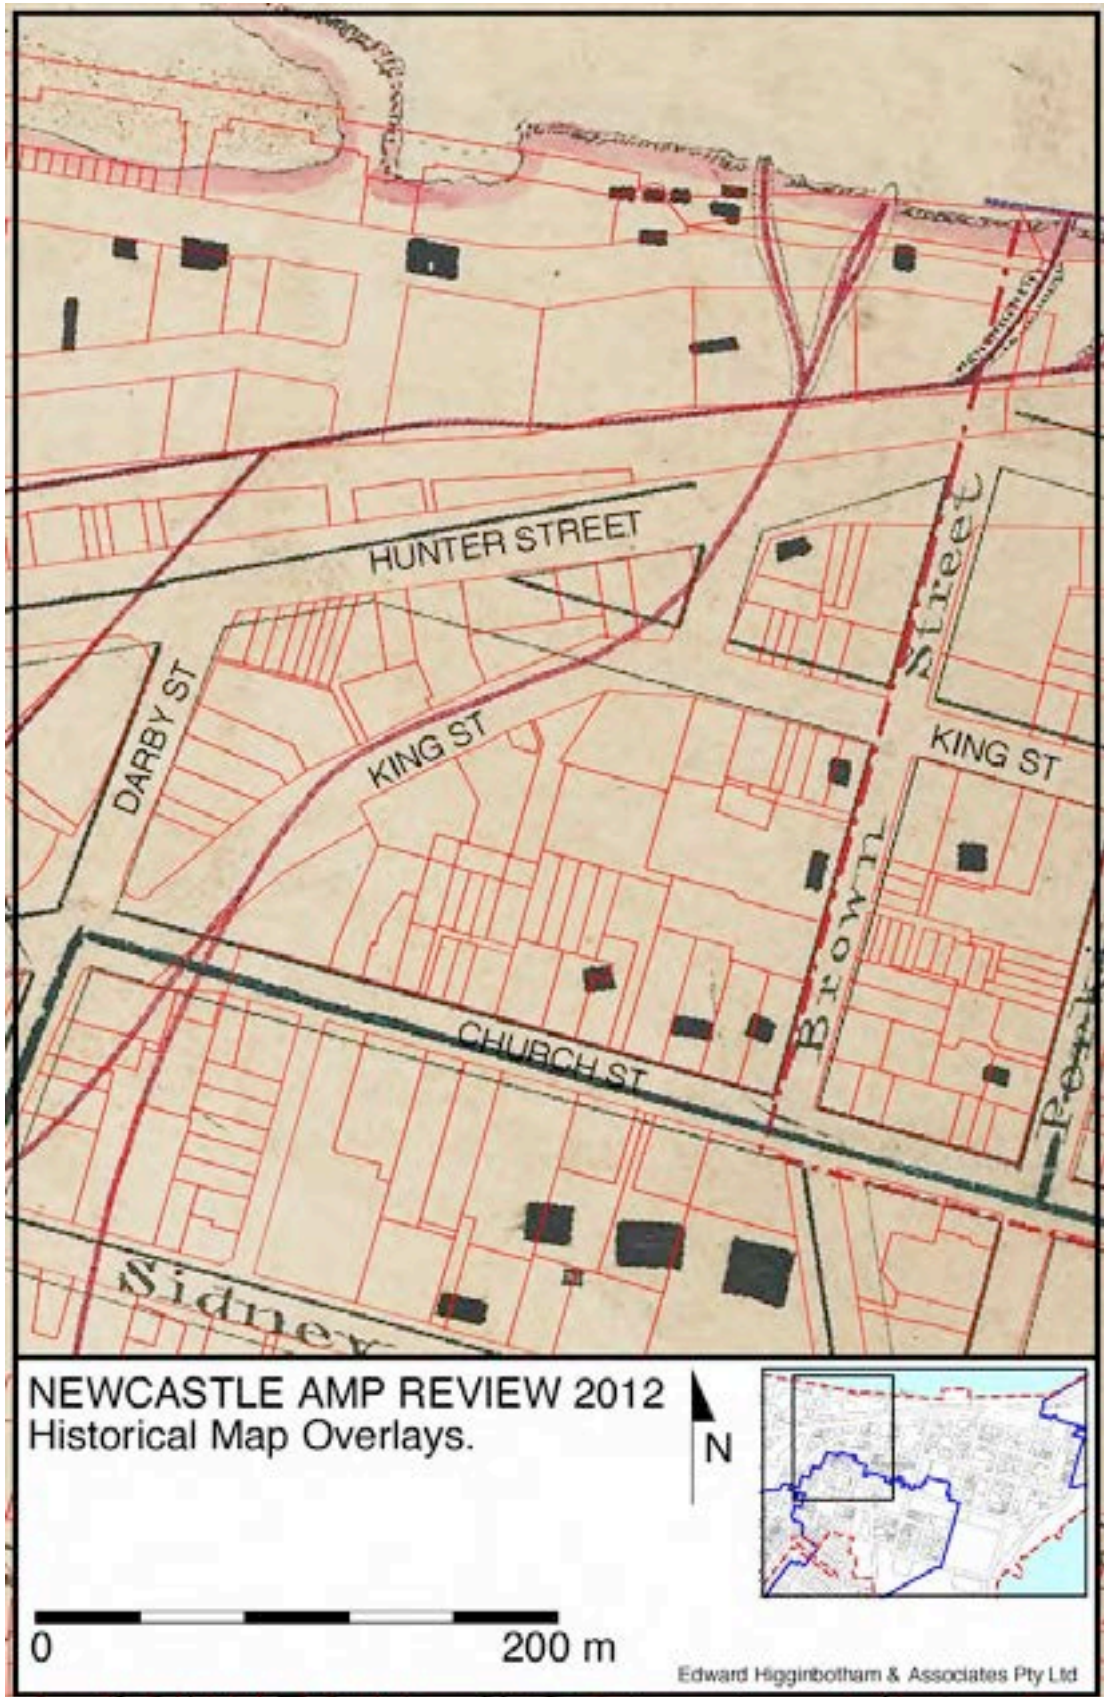 HUNTER STREET
Street
DARBY ST
KING ST
KING ST
Brown
CHURCH ST
Sidney
NEWCASTLE AMP REVIEW 2012
Historical Map Overlays.
N
0
200 m
Edward Higginbotham & Associates Pty Ltd